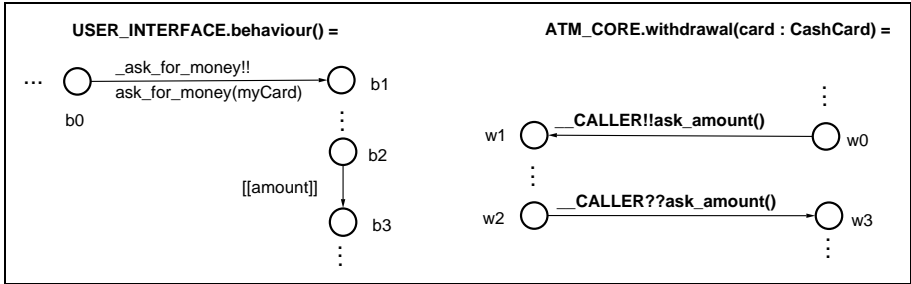 USER_INTERFACE.behaviour() =
... b0 _ask_for_money!! b1
ask_for_money(myCard)
b2
[[amount]]
b3
ATM_CORE.withdrawal(card : CashCard) =
w1 __CALLER!!ask_amount() w0
w2 __CALLER??ask_amount() w3